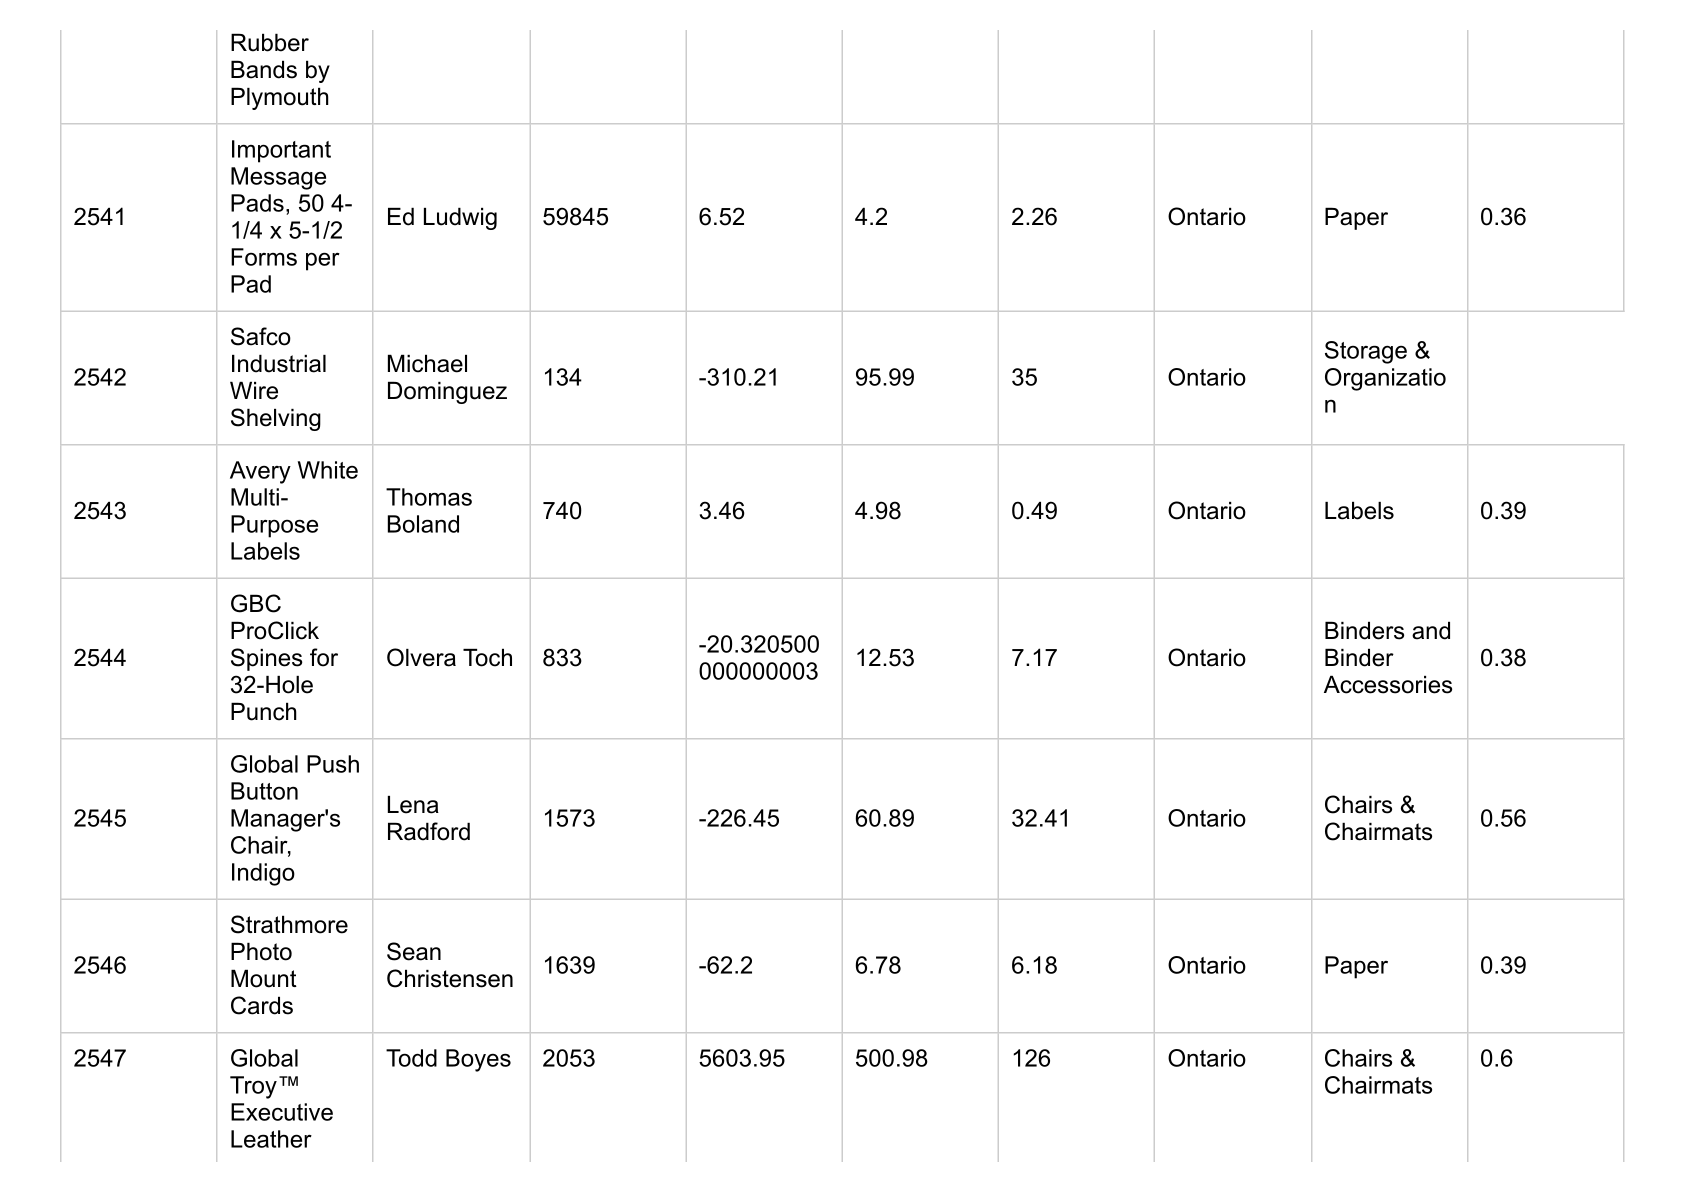 Rubber
Bands by
Plymouth
2541
Important
Message
Pads, 50 4-
1/4 x 5-1/2
Forms per
Pad
Ed Ludwig
59845
6.52
4.2
2.26
Ontario
Paper
0.36
2542
Safco
Industrial
Wire
Shelving
Michael
Dominguez
134
-310.21
95.99
35
Ontario
Storage &
Organizatio
n
2543
Avery White
Multi-
Purpose
Labels
Thomas
Boland
740
3.46
4.98
0.49
Ontario
Labels
0.39
2544
GBC
ProClick
Spines for
32-Hole
Punch
Olvera Toch
833
-20.320500
000000003
12.53
7.17
Ontario
Binders and
Binder
Accessories
0.38
2545
Global Push
Button
Manager's
Chair,
Indigo
Lena
Radford
1573
-226.45
60.89
32.41
Ontario
Chairs &
Chairmats
0.56
2546
Strathmore
Photo
Mount
Cards
Sean
Christensen
1639
-62.2
6.78
6.18
Ontario
Paper
0.39
2547
Global
Troy™
Executive
Leather
Todd Boyes
2053
5603.95
500.98
126
Ontario
Chairs &
Chairmats
0.6